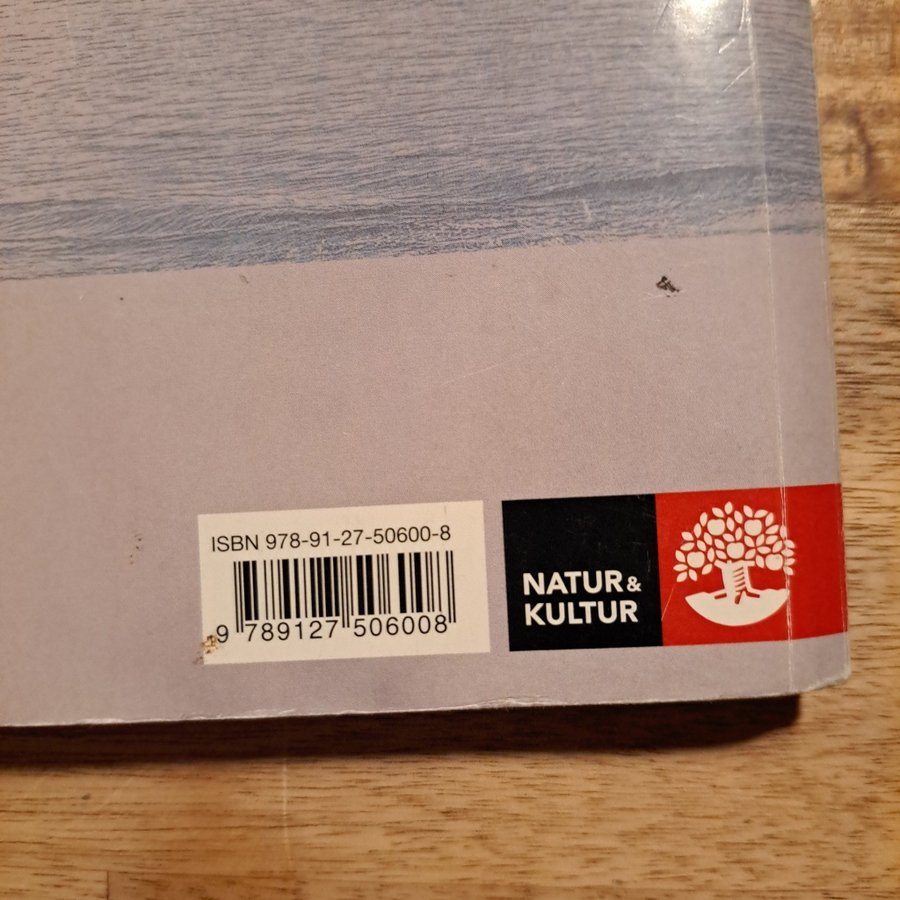 ISBN 978-91-27-50600-8
9 789127 506008
NATUR &
KULTUR